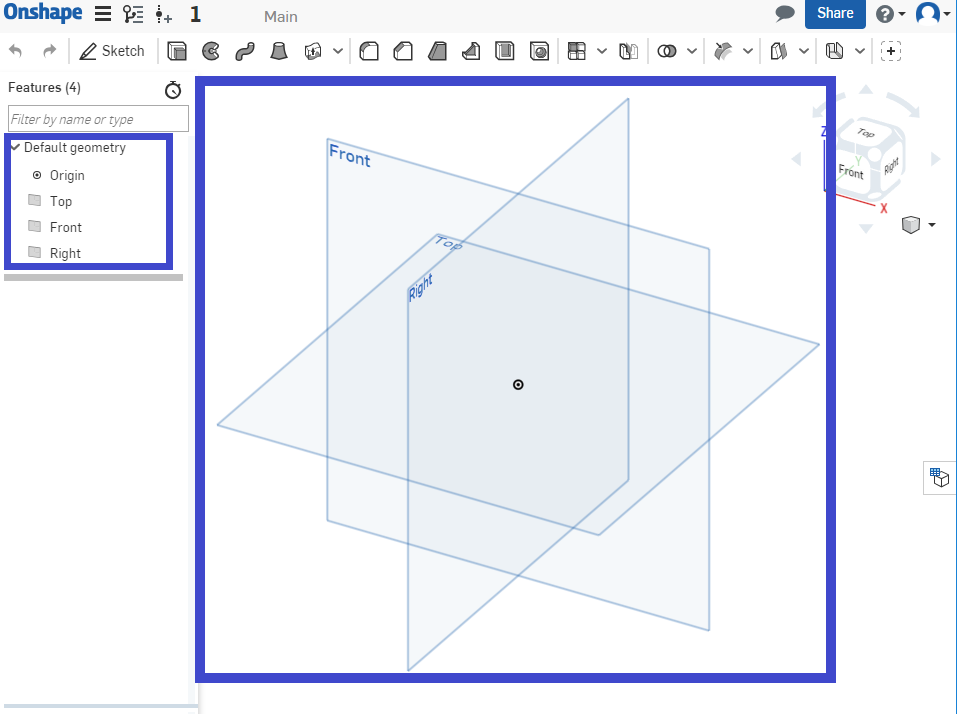 Onshape 1 Main Share ?
Sketch
Features (4)
Filter by name or type
Default geometry
Origin
Top
Front
Right
Front
Top
Right
Z
Top
Y
Front
Right
X